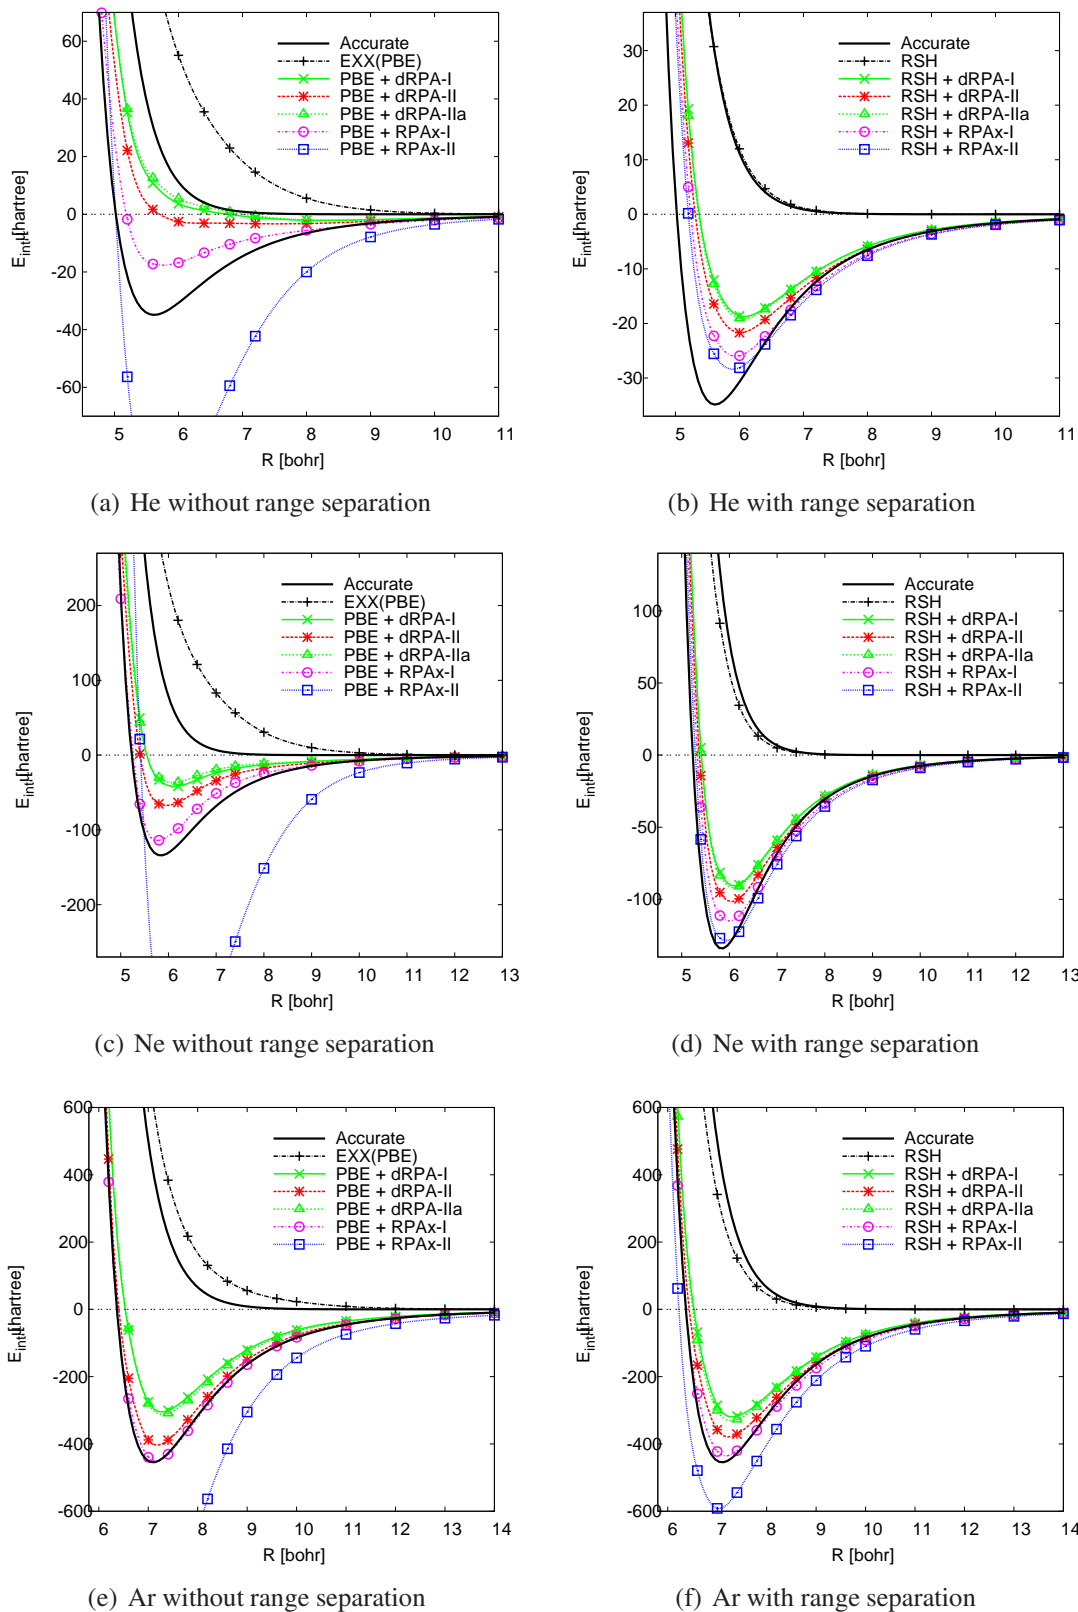 60
40
20
0
-20
-40
-60
5 6 7 8 9 10 11
E_int [hartree]
R [bohr]
Accurate
EXX(PBE)
PBE + dRPA-I
PBE + dRPA-II
PBE + dRPA-IIa
PBE + RPAx-I
PBE + RPAx-II
(a) He without range separation
30
20
10
0
-10
-20
-30
5 6 7 8 9 10 11
E_int [hartree]
R [bohr]
Accurate
RSH
RSH + dRPA-I
RSH + dRPA-II
RSH + dRPA-IIa
RSH + RPAx-I
RSH + RPAx-II
(b) He with range separation
200
100
0
-100
-200
5 6 7 8 9 10 11 12 13
E_int [hartree]
R [bohr]
Accurate
EXX(PBE)
PBE + dRPA-I
PBE + dRPA-II
PBE + dRPA-IIa
PBE + RPAx-I
PBE + RPAx-II
(c) Ne without range separation
100
50
0
-50
-100
5 6 7 8 9 10 11 12 13
E_int [hartree]
R [bohr]
Accurate
RSH
RSH + dRPA-I
RSH + dRPA-II
RSH + dRPA-IIa
RSH + RPAx-I
RSH + RPAx-II
(d) Ne with range separation
600
400
200
0
-200
-400
-600
6 7 8 9 10 11 12 13 14
E_int [hartree]
R [bohr]
Accurate
EXX(PBE)
PBE + dRPA-I
PBE + dRPA-II
PBE + dRPA-IIa
PBE + RPAx-I
PBE + RPAx-II
(e) Ar without range separation
600
400
200
0
-200
-400
-600
6 7 8 9 10 11 12 13 14
E_int [hartree]
R [bohr]
Accurate
RSH
RSH + dRPA-I
RSH + dRPA-II
RSH + dRPA-IIa
RSH + RPAx-I
RSH + RPAx-II
(f) Ar with range separation